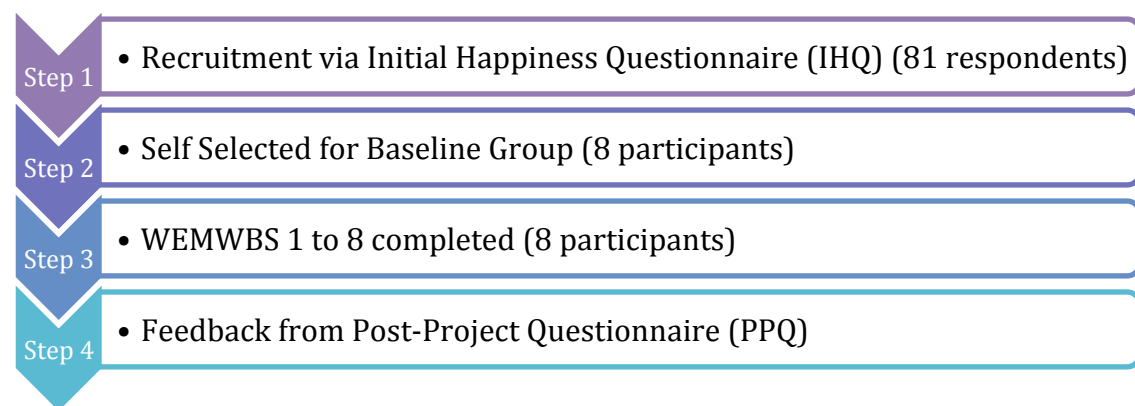 Step 1
• Recruitment via Initial Happiness Questionnaire (IHQ) (81 respondents)
Step 2
• Self Selected for Baseline Group (8 participants)
Step 3
• WEMWBS 1 to 8 completed (8 participants)
Step 4
• Feedback from Post-Project Questionnaire (PPQ)